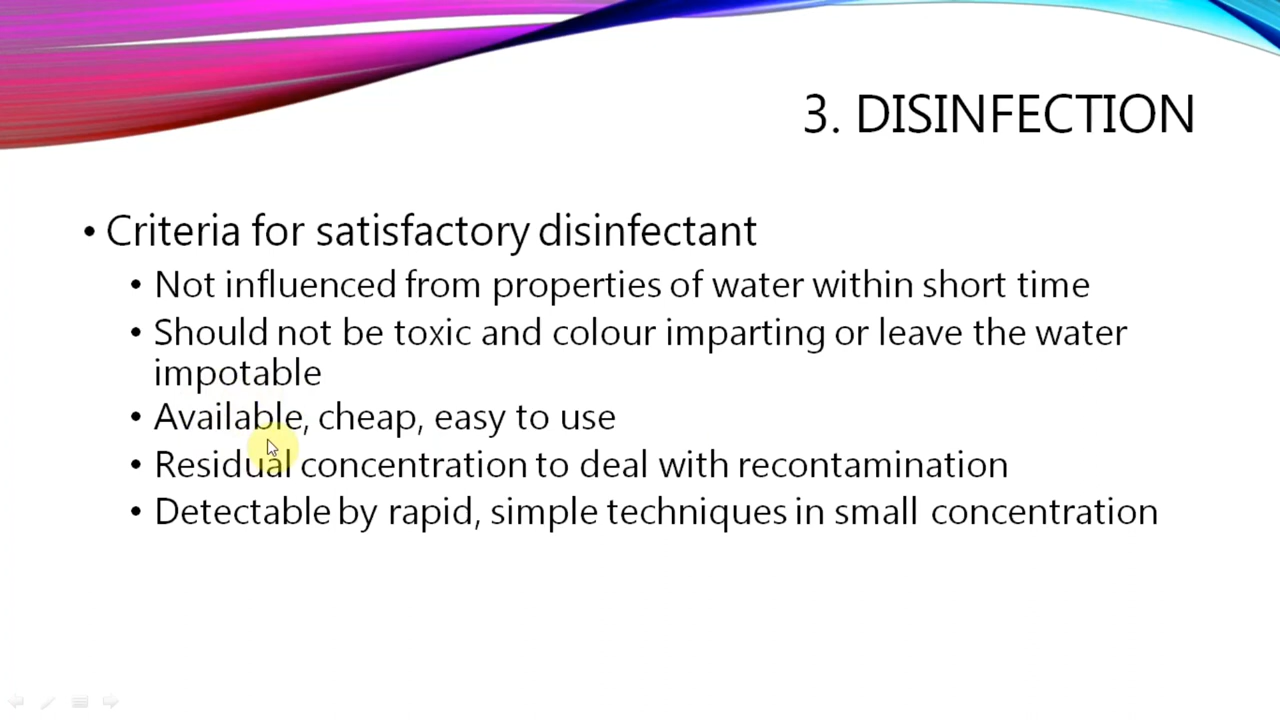 3. DISINFECTION
• Criteria for satisfactory disinfectant
• Not influenced from properties of water within short time
• Should not be toxic and colour imparting or leave the water
impotable
• Available, cheap, easy to use
• Residual concentration to deal with recontamination
• Detectable by rapid, simple techniques in small concentration